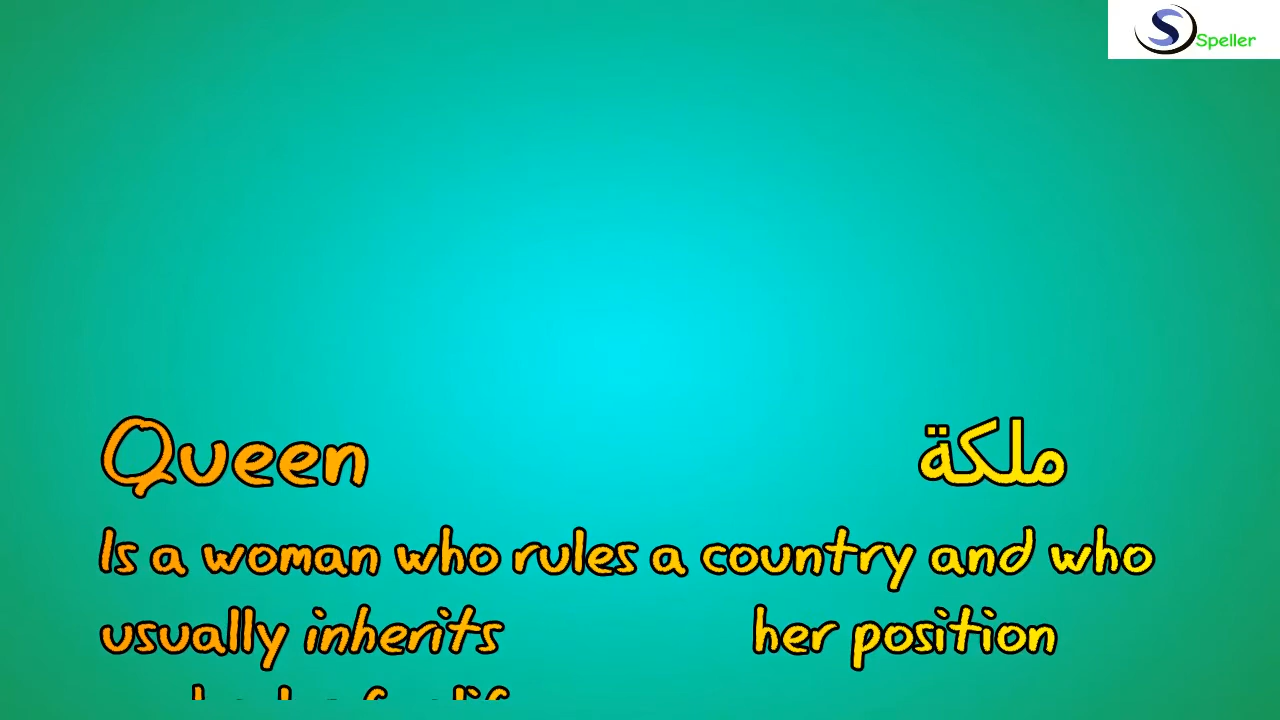 Speller
Queen ملكة
Is a woman who rules a country and who
usually inherits her position